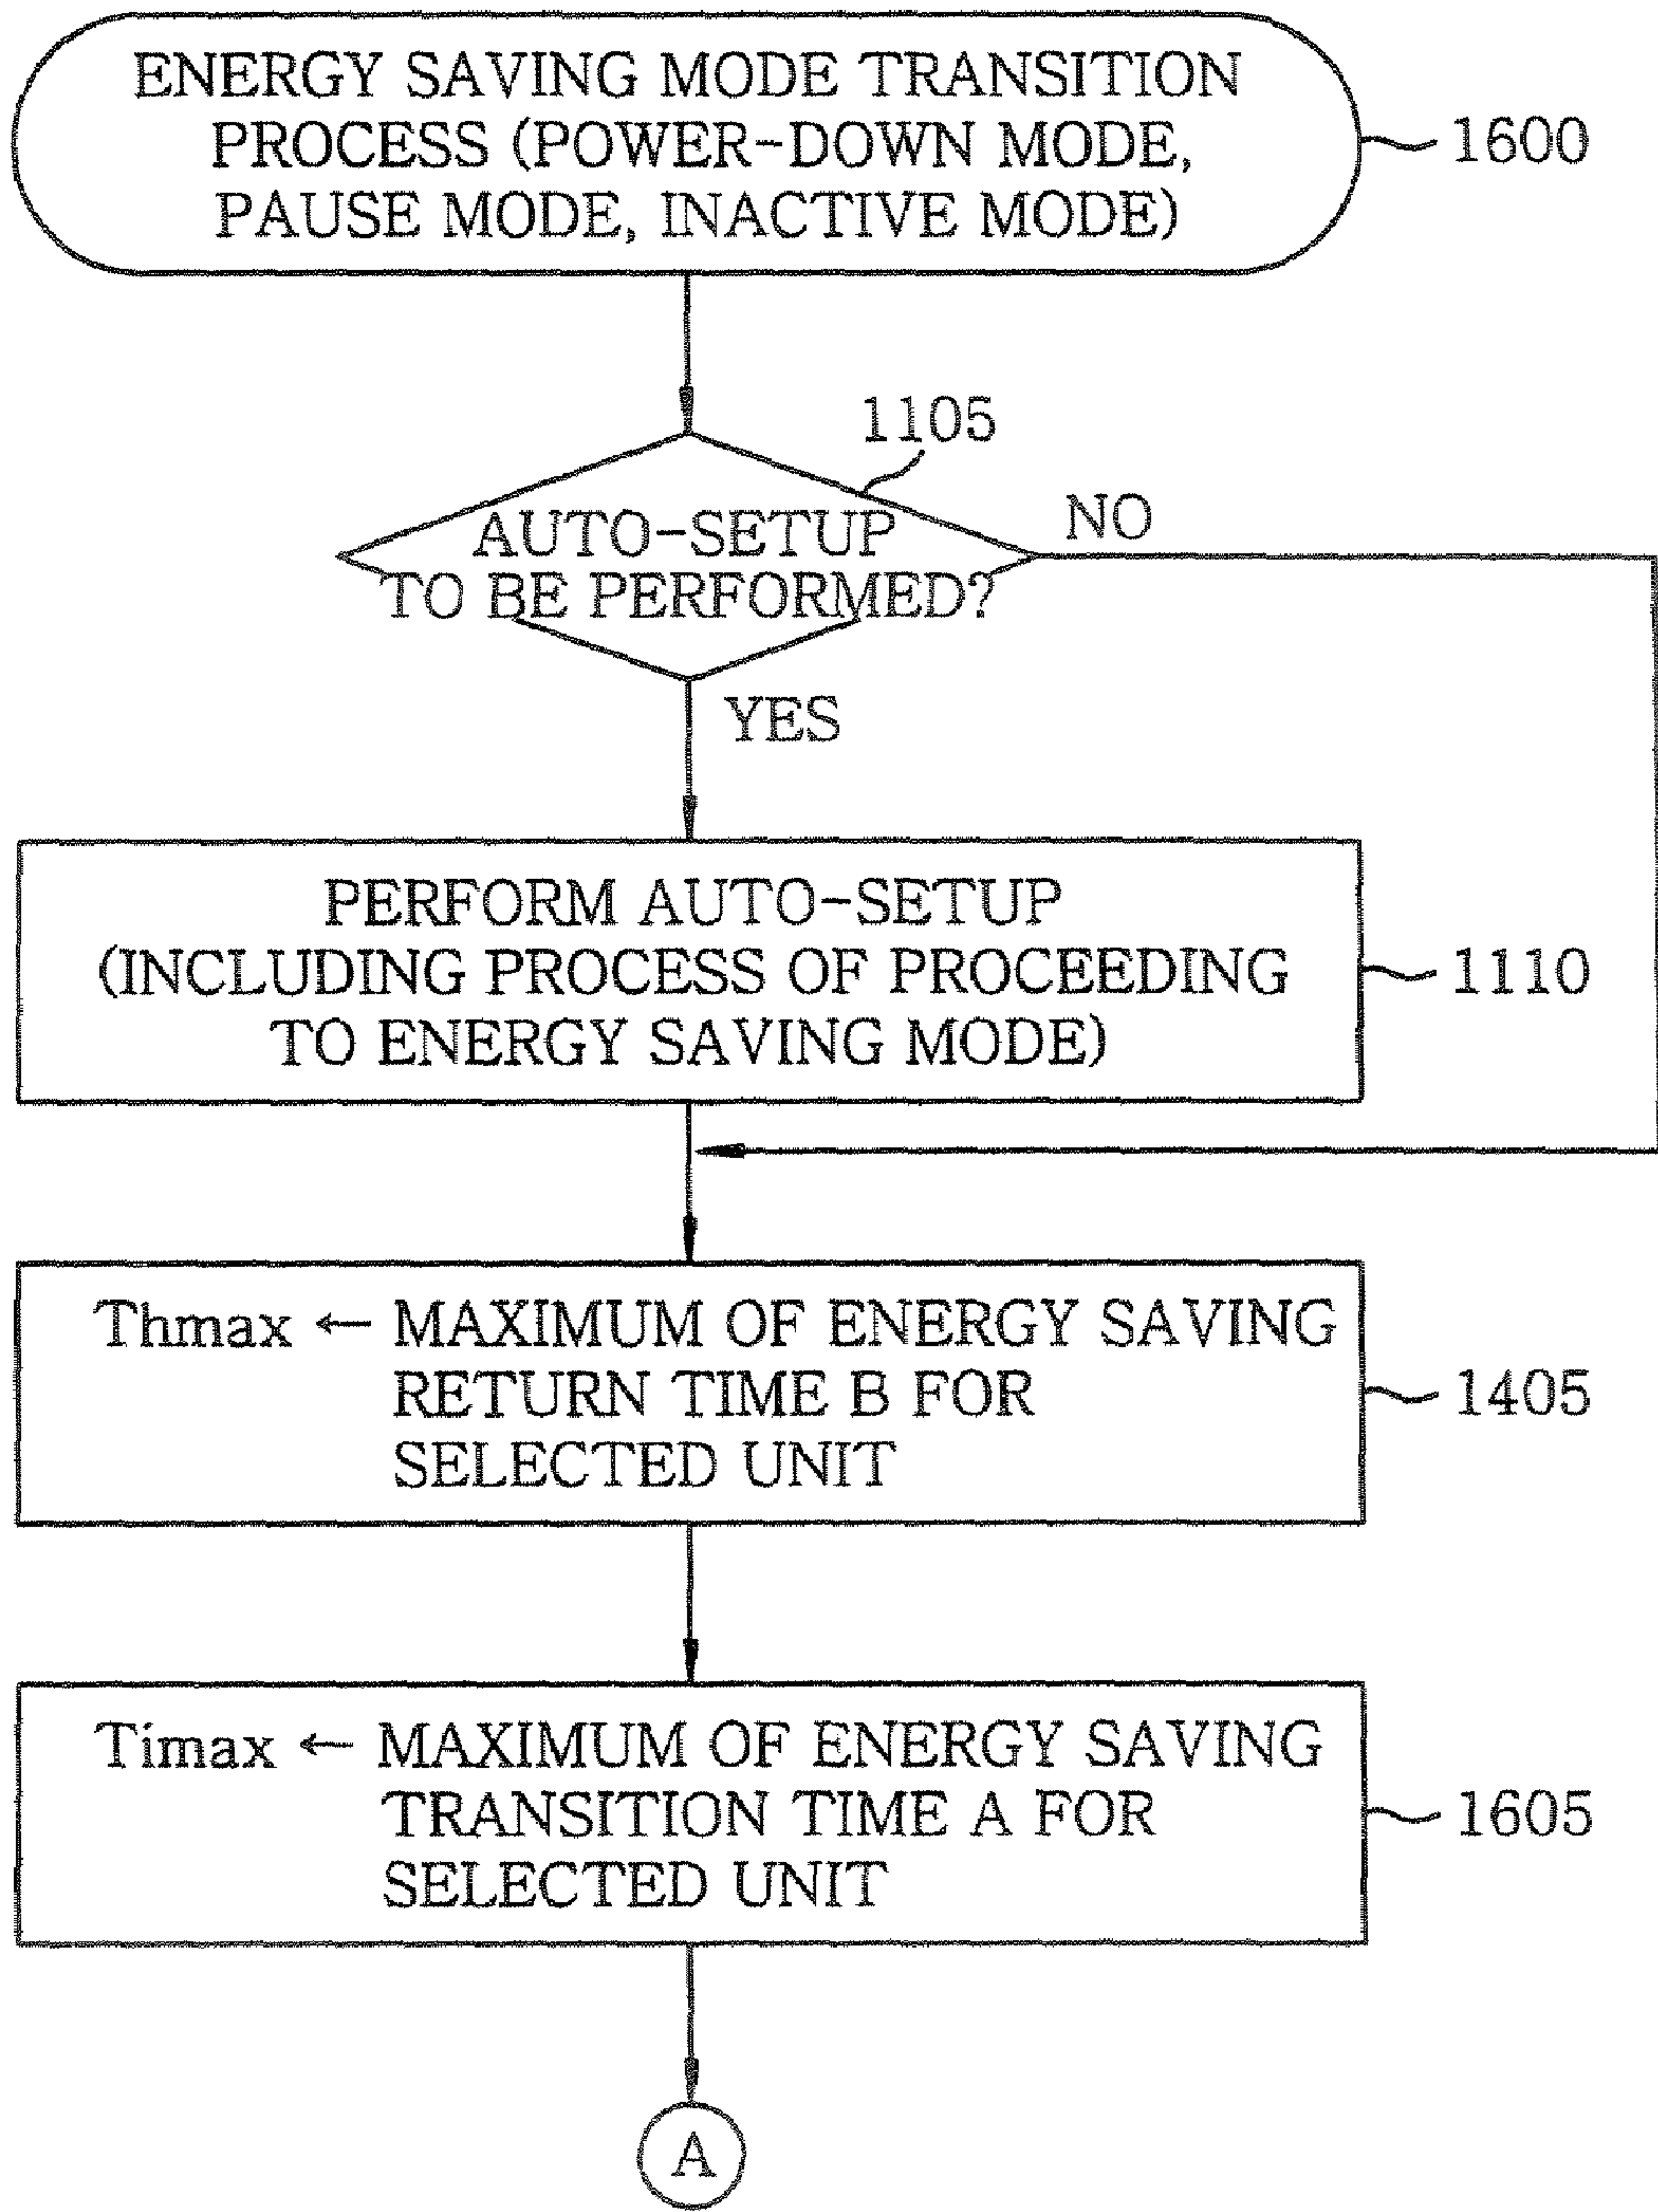 ENERGY SAVING MODE TRANSITION
PROCESS (POWER-DOWN MODE,
PAUSE MODE, INACTIVE MODE)
1600
1105
AUTO-SETUP
TO BE PERFORMED?
NO
YES
PERFORM AUTO-SETUP
(INCLUDING PROCESS OF PROCEEDING
TO ENERGY SAVING MODE)
1110
Thmax ← MAXIMUM OF ENERGY SAVING
RETURN TIME B FOR
SELECTED UNIT
1405
Timax ← MAXIMUM OF ENERGY SAVING
TRANSITION TIME A FOR
SELECTED UNIT
1605
A